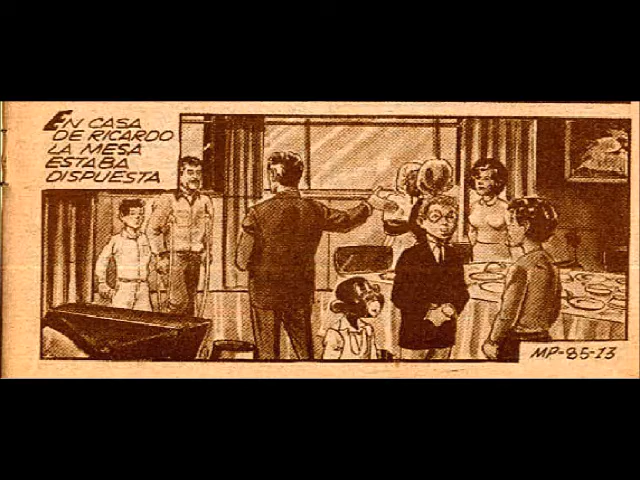 EN CASA
DE RICARDO
LA MESA
ESTABA
DISPUESTA
MP-85-13